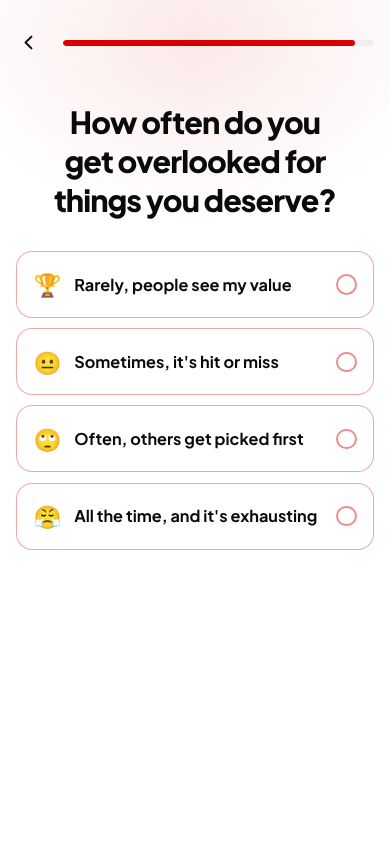 How often do you
get overlooked for
things you deserve?
🏆 Rarely, people see my value
😐 Sometimes, it's hit or miss
🙄 Often, others get picked first
😤 All the time, and it's exhausting